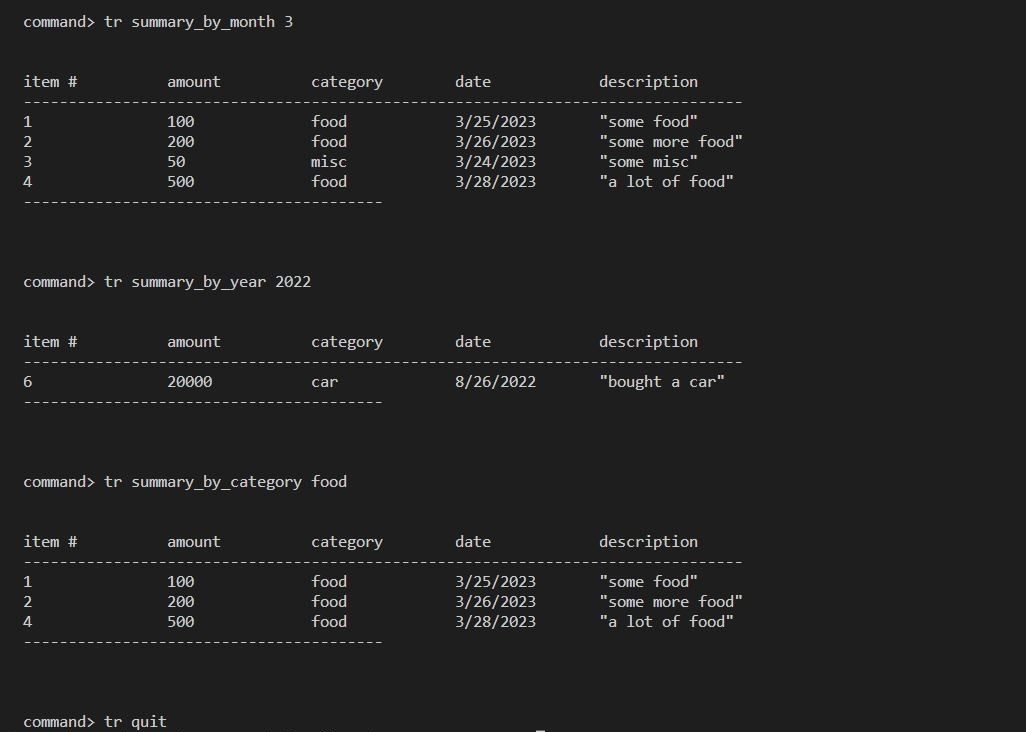 command> tr summary_by_month 3
item #          amount          category        date            description
--------------------------------------------------------------------------------
1               100             food            3/25/2023       "some food"
2               200             food            3/26/2023       "some more food"
3               50              misc            3/24/2023       "some misc"
4               500             food            3/28/2023       "a lot of food"
----------------------------------------
command> tr summary_by_year 2022
item #          amount          category        date            description
--------------------------------------------------------------------------------
6               20000           car             8/26/2022       "bought a car"
----------------------------------------
command> tr summary_by_category food
item #          amount          category        date            description
--------------------------------------------------------------------------------
1               100             food            3/25/2023       "some food"
2               200             food            3/26/2023       "some more food"
4               500             food            3/28/2023       "a lot of food"
----------------------------------------
command> tr quit